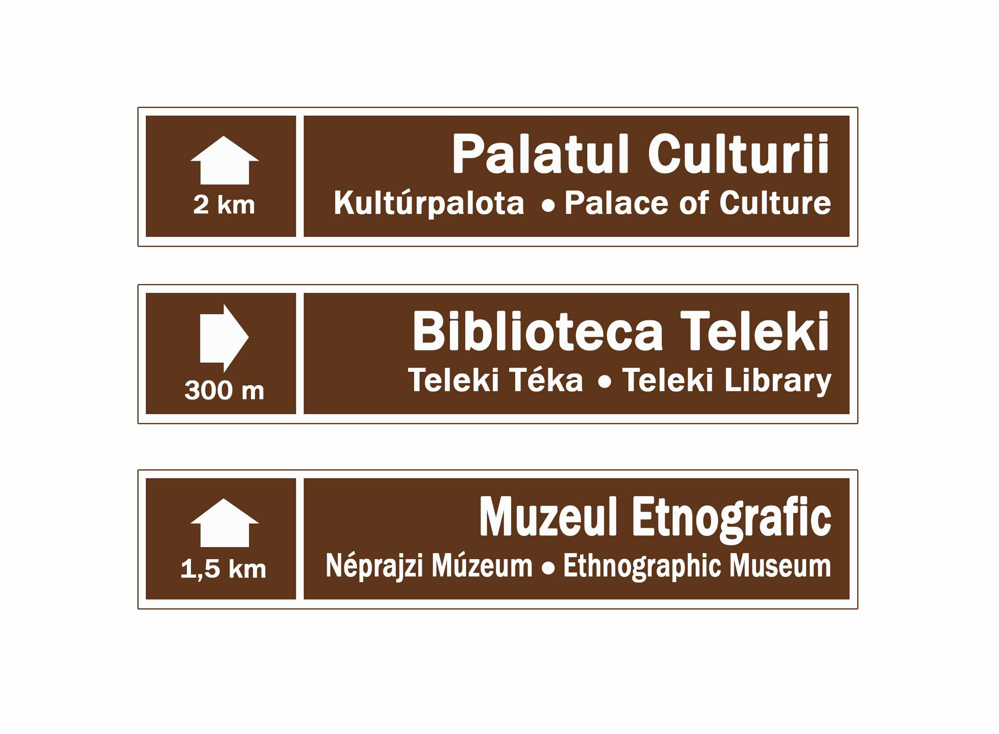 Palatul Culturii
Kultúrpalota • Palace of Culture
2 km
Biblioteca Teleki
Teleki Téka • Teleki Library
300 m
Muzeul Etnografic
Néprajzi Múzeum • Ethnographic Museum
1,5 km